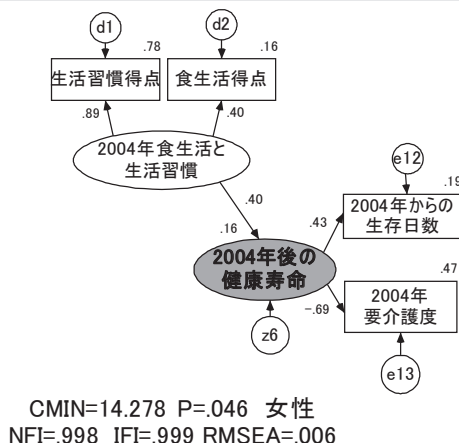 d1
d2
.78
.16
生活習慣得点
食生活得点
.89
.40
2004年食生活と
生活習慣
e12
.40
.19
.16
.43
2004年からの
生存日数
2004年後の
健康寿命
.47
-.69
2004年
要介護度
z6
e13
CMIN=14.278 P=.046 女性
NFI=.998 IFI=.999 RMSEA=.006